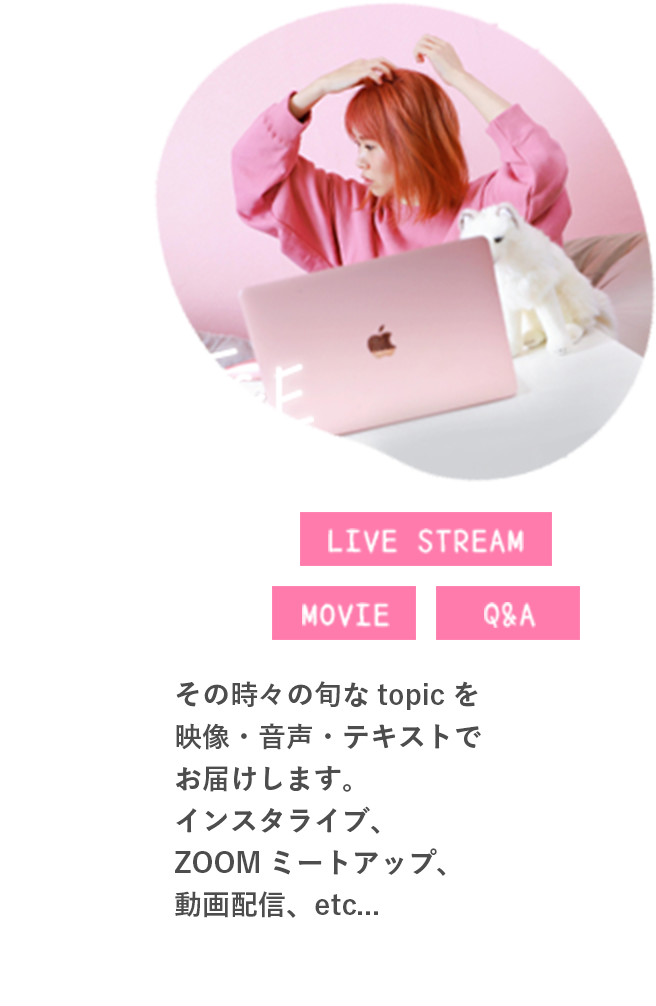 LIVE STREAM
MOVIE
Q&A
その時々の旬な topic を
映像・音声・テキストで
お届けします。
インスタライブ、
ZOOM ミートアップ、
動画配信、etc...